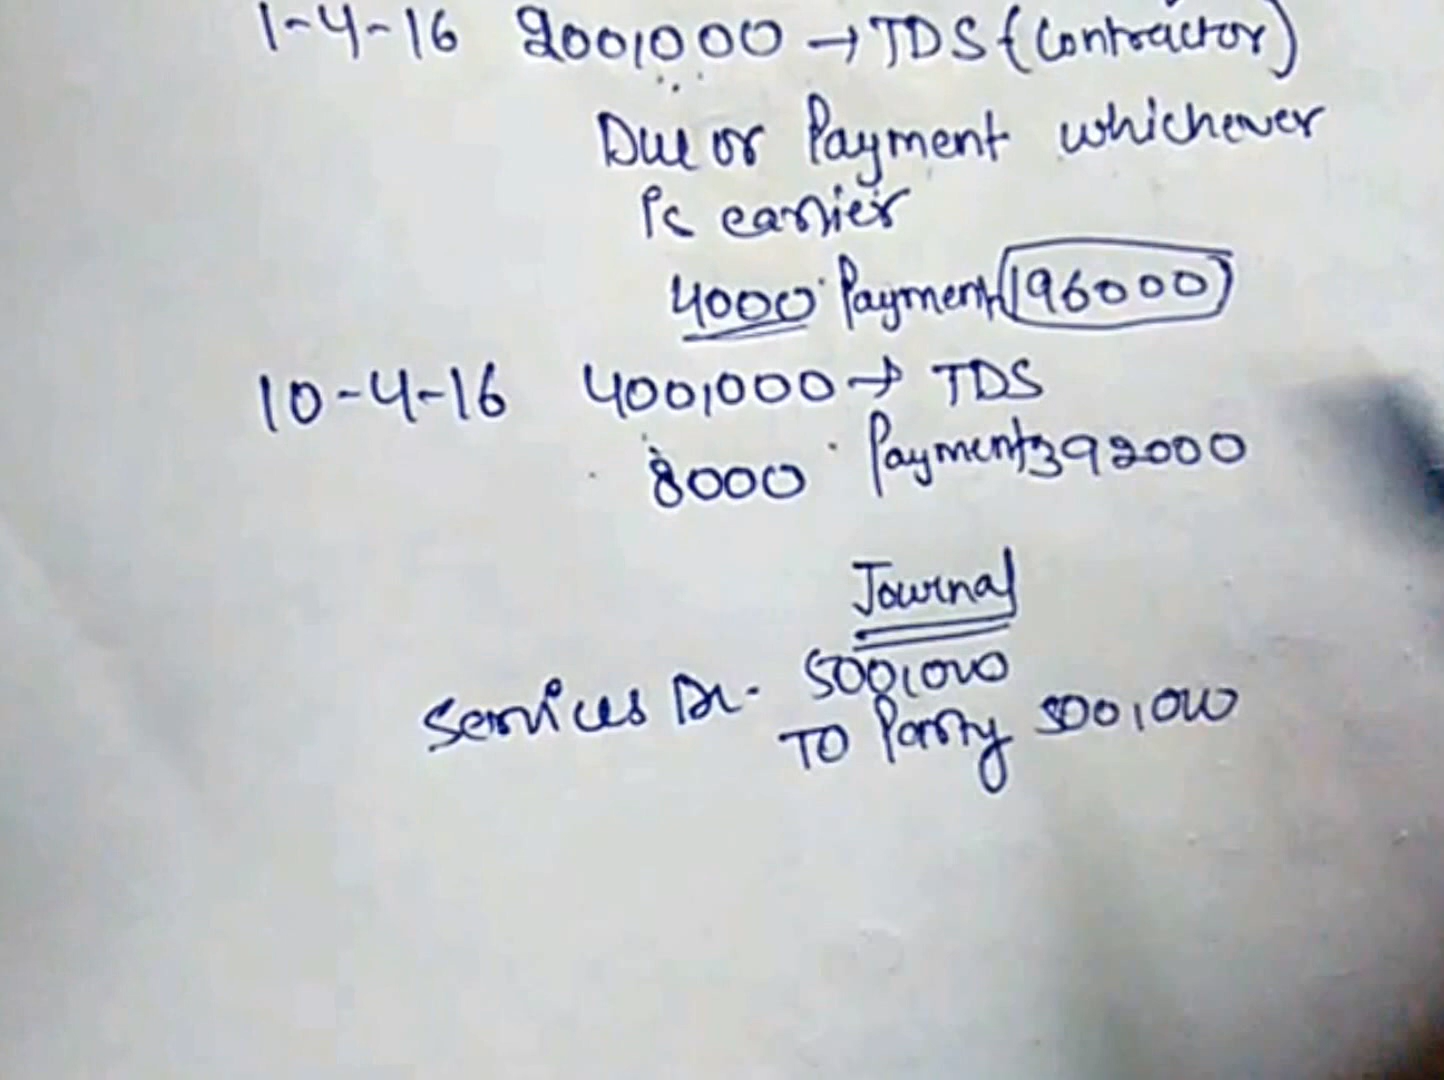 1-4-16 200,000 → TDS (Contractor)
Due or Payment whichever
is earlier
4000 Payment 196000
10-4-16 400,000 → TDS
8000 Payment 392000
Journal
Services Dr. 500,000
TO Party 500,000